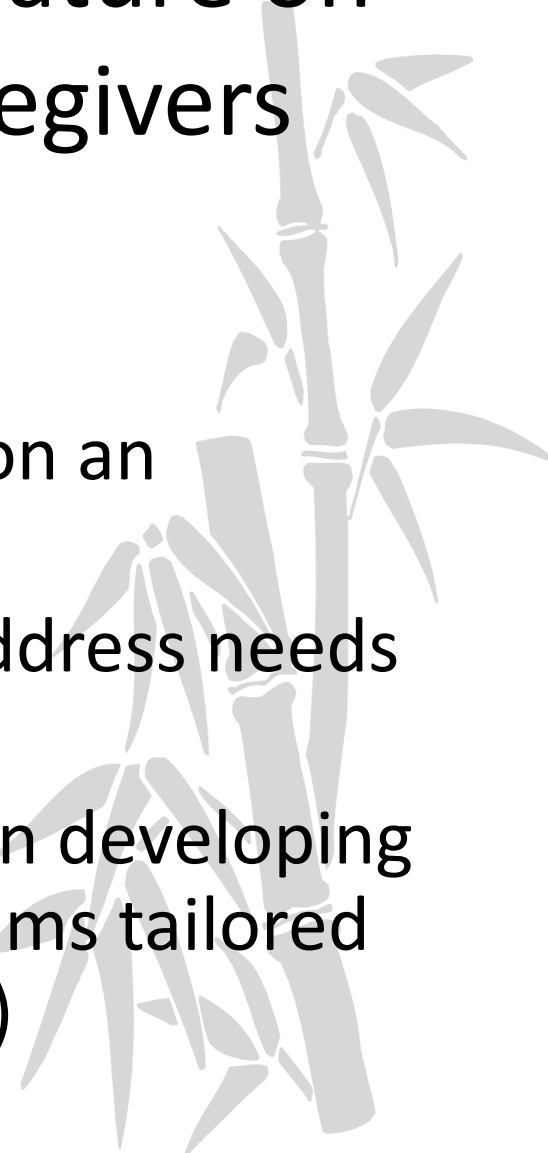 egivers
on an
ddress needs
n developing
ms tailored
)